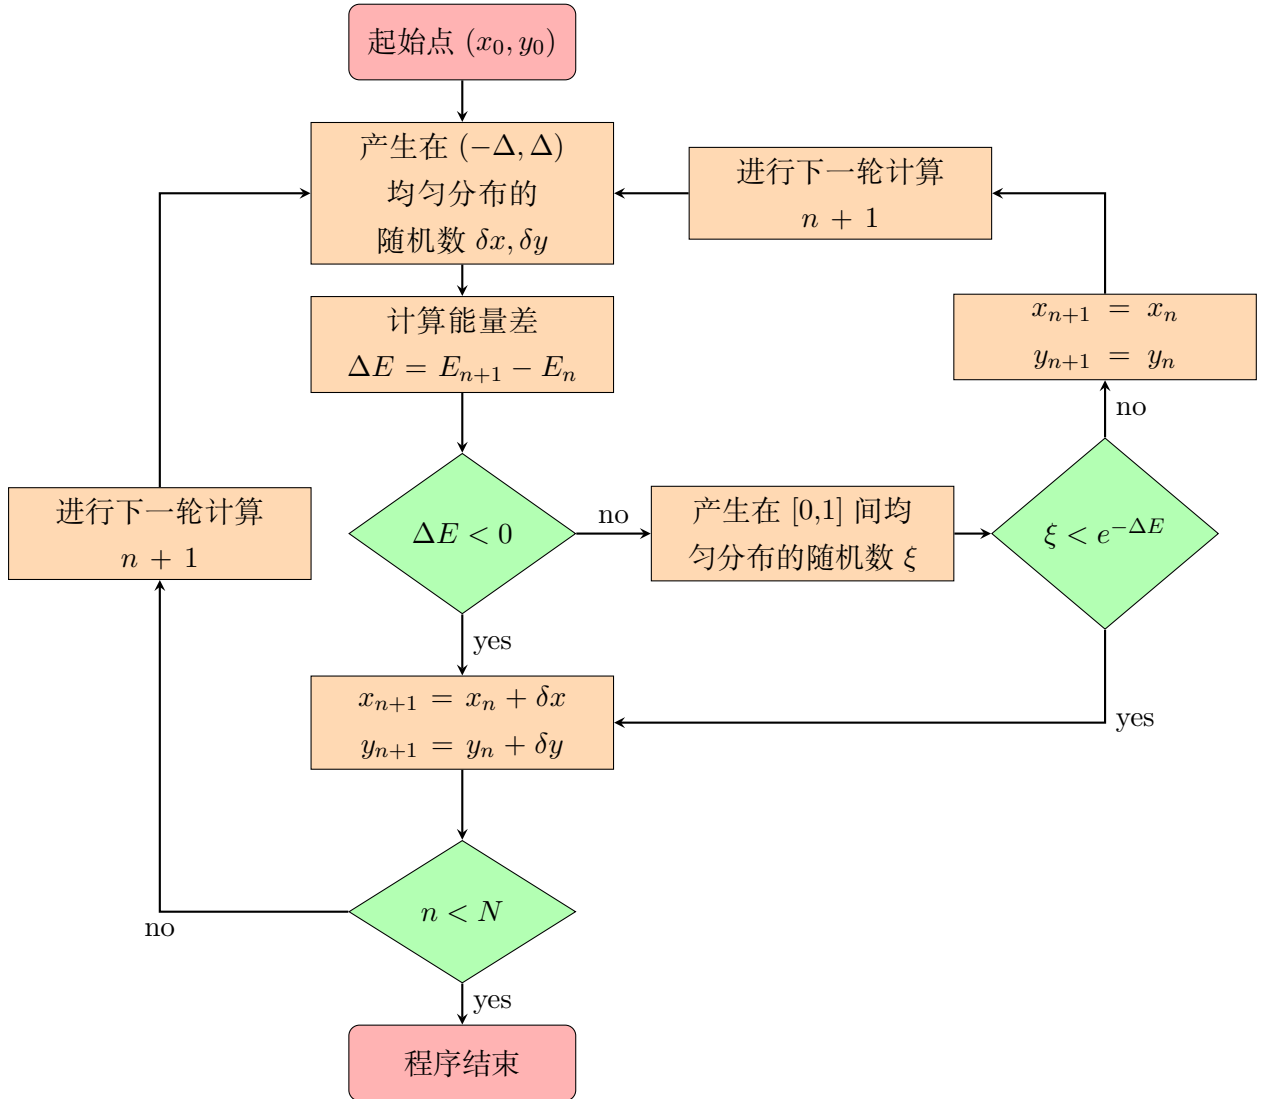 起始点 (x₀, y₀)
产生在 (−Δ, Δ)
均匀分布的
随机数 δx, δy
进行下一轮计算
n + 1
计算能量差
ΔE = Eₙ₊₁ − Eₙ
xₙ₊₁ = xₙ
yₙ₊₁ = yₙ
no
进行下一轮计算
n + 1
ΔE < 0
no
产生在 [0,1] 间均
匀分布的随机数 ξ
ξ < e^{−ΔE}
yes
xₙ₊₁ = xₙ + δx
yₙ₊₁ = yₙ + δy
yes
n < N
no
yes
程序结束